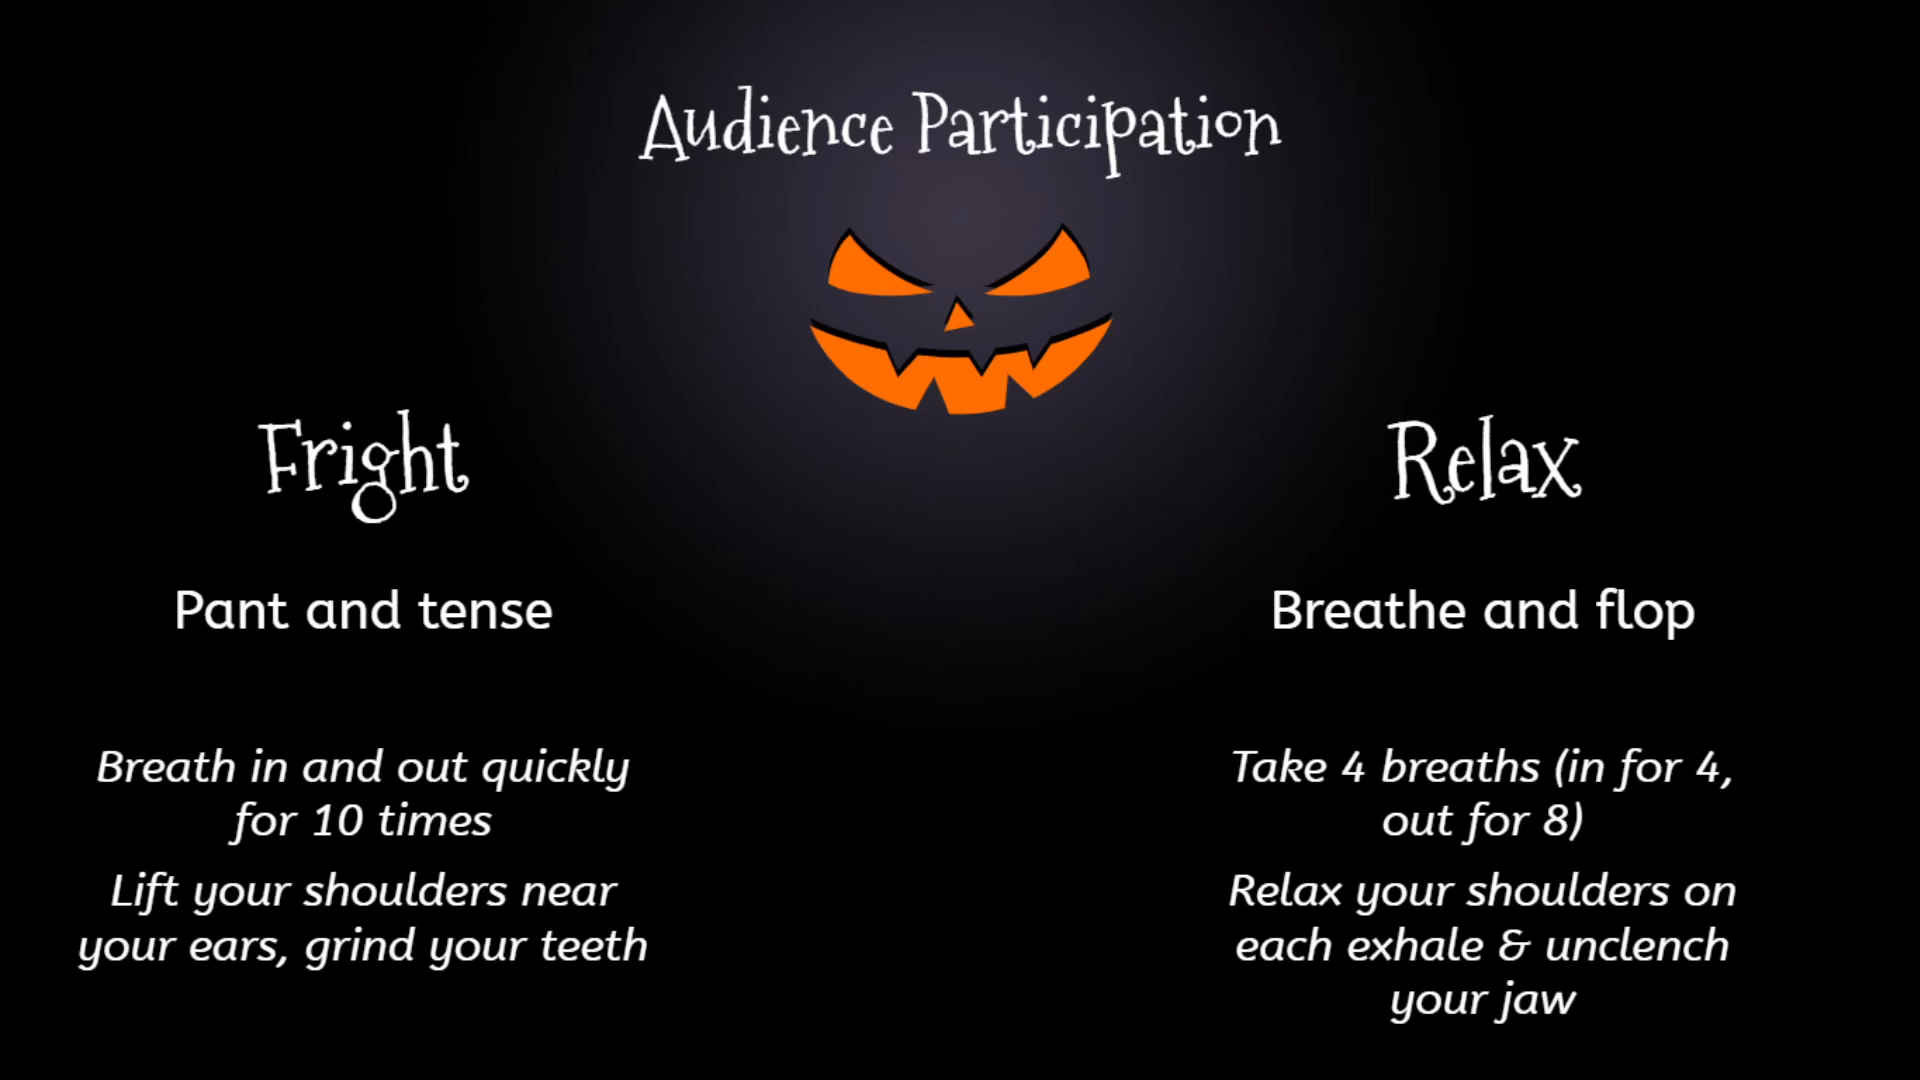 Audience Participation
Fright
Pant and tense
Breath in and out quickly
for 10 times
Lift your shoulders near
your ears, grind your teeth
Relax
Breathe and flop
Take 4 breaths (in for 4,
out for 8)
Relax your shoulders on
each exhale & unclench
your jaw